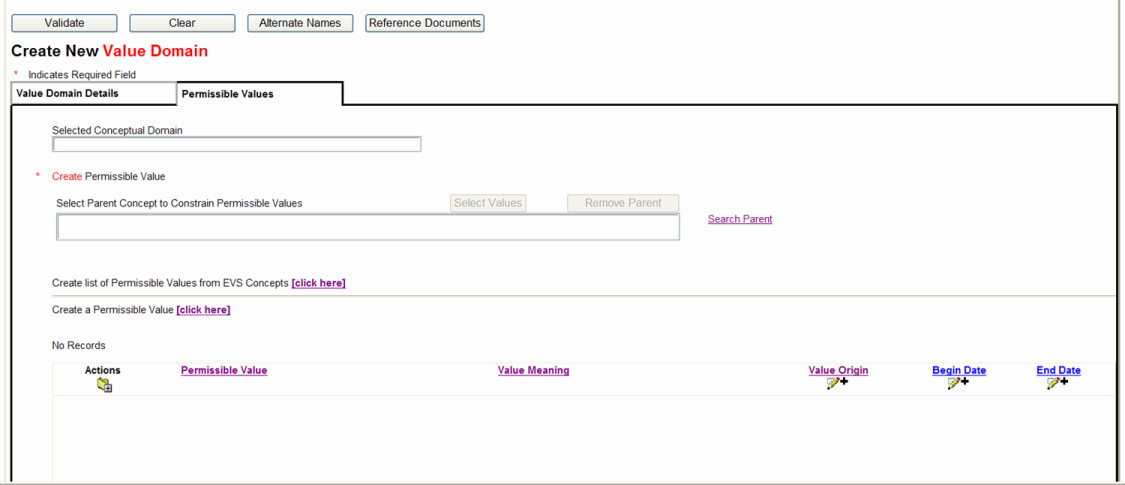 Validate Clear Alternate Names Reference Documents
Create New Value Domain
* Indicates Required Field
Value Domain Details Permissible Values
Selected Conceptual Domain
* Create Permissible Value
Select Parent Concept to Constrain Permissible Values Select Values Remove Parent
Search Parent
Create list of Permissible Values from EVS Concepts [click here]
Create a Permissible Value [click here]
No Records
Actions Permissible Value Value Meaning Value Origin Begin Date End Date